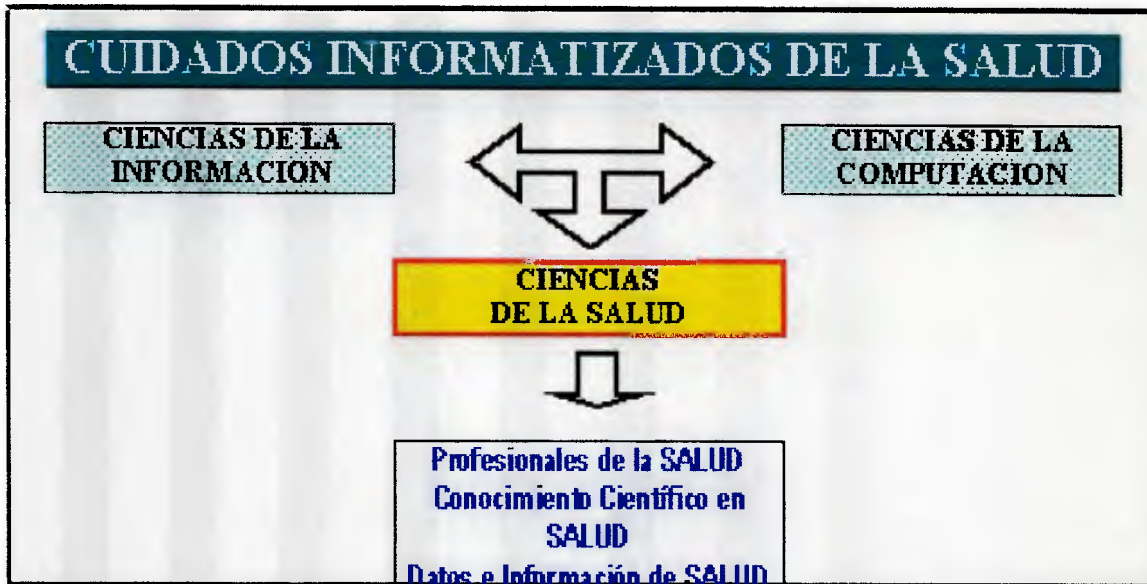 CUIDADOS INFORMATIZADOS DE LA SALUD
CIENCIAS DE LA
INFORMACION
CIENCIAS DE LA
COMPUTACION
CIENCIAS
DE LA SALUD
Profesionales de la SALUD
Conocimiento Científico en
SALUD
Datos e Información de SALUD